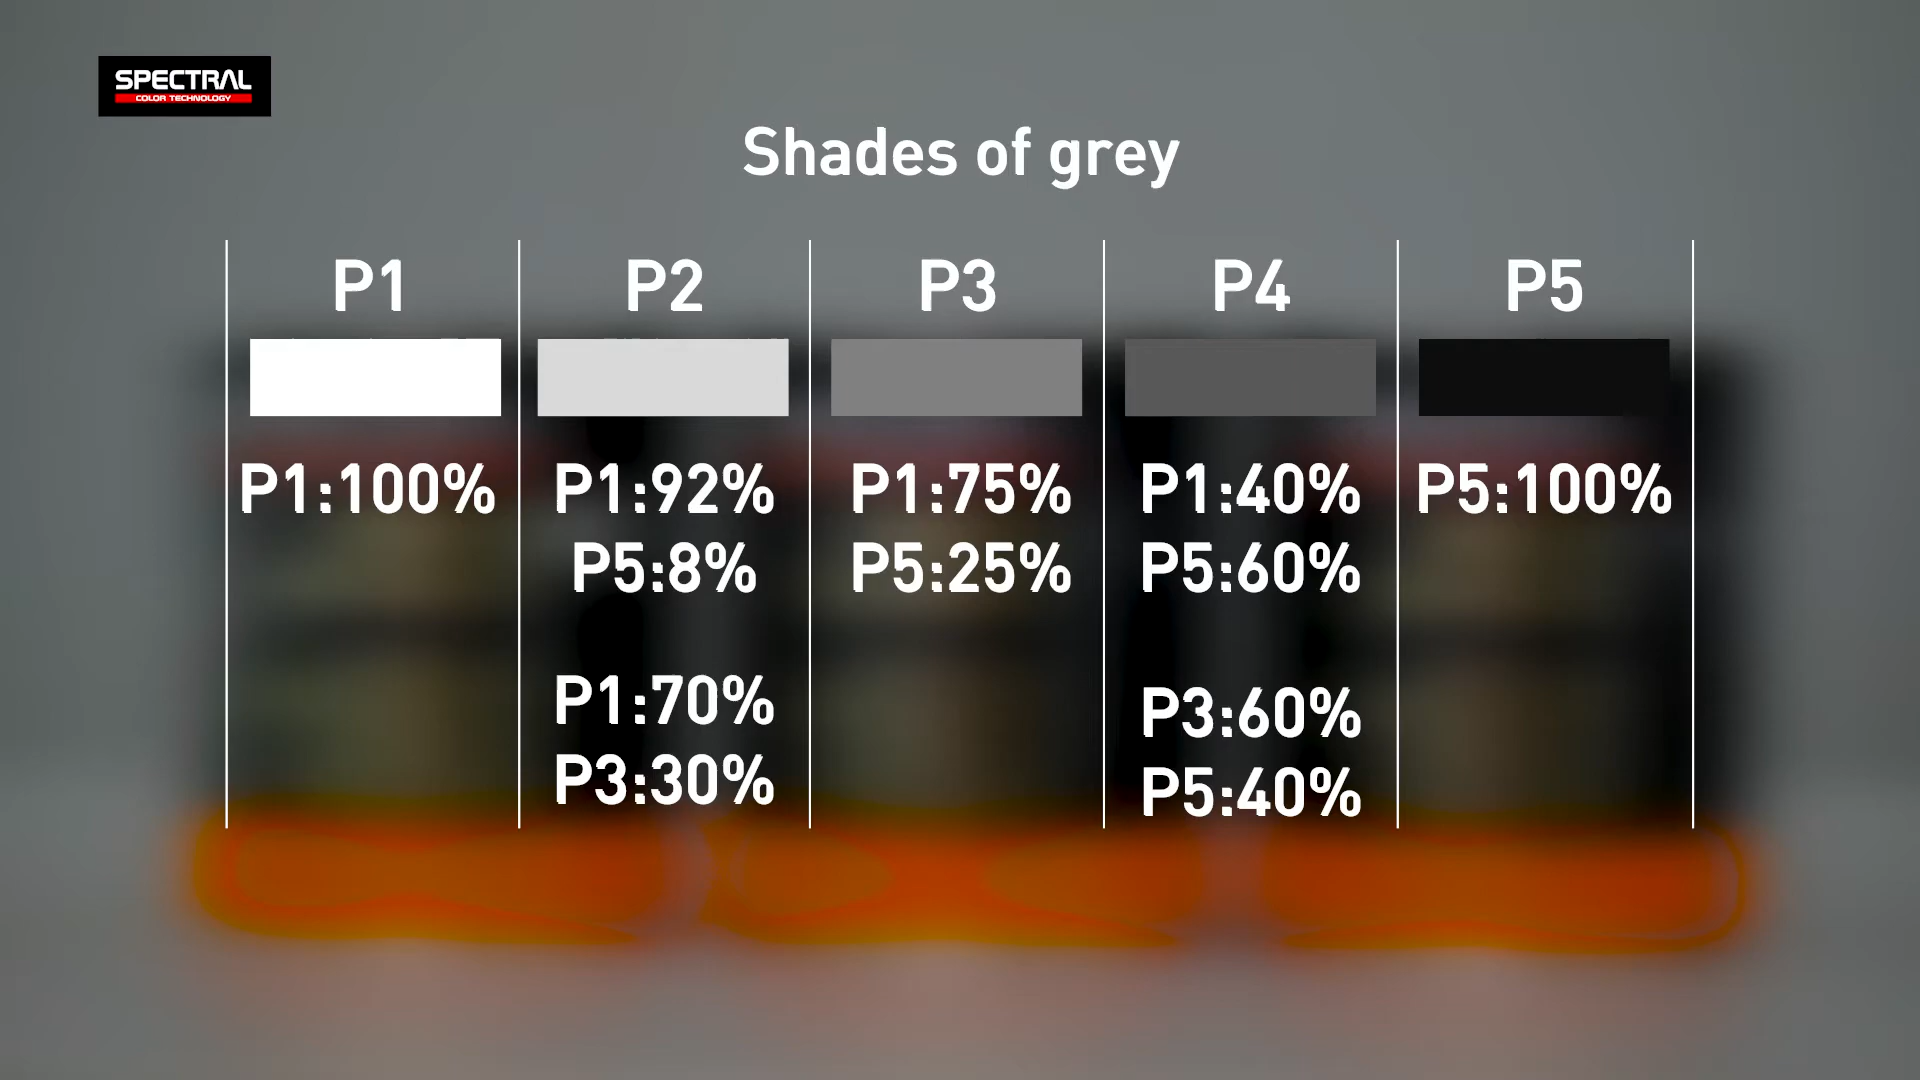 SPECTRAL
COLOR TECHNOLOGY
Shades of grey
P1 P2 P3 P4 P5
P1:100% P1:92% P1:75% P1:40% P5:100%
P5:8% P5:25% P5:60%
P1:70% P3:60%
P3:30% P5:40%